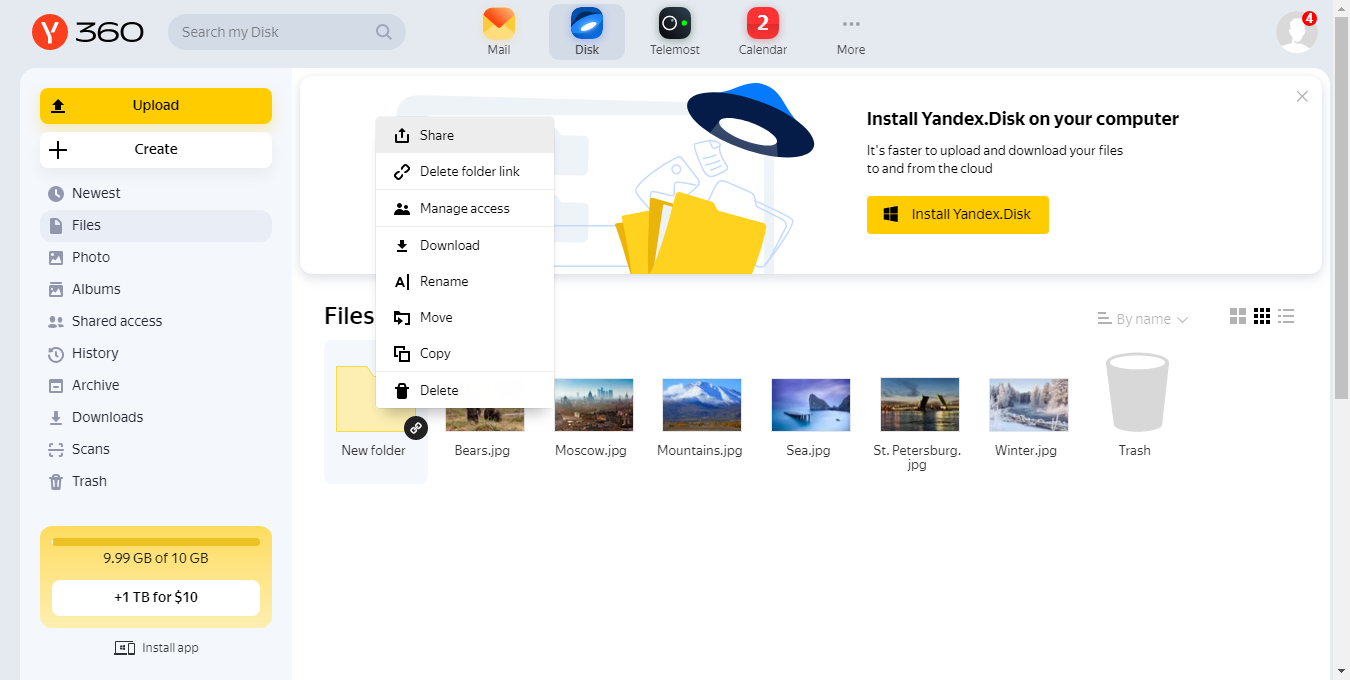 Y 360
Search my Disk
Mail
Disk
Telemost
2
Calendar
More
4
Upload
Create
Newest
Files
Photo
Albums
Shared access
History
Archive
Downloads
Scans
Trash
9.99 GB of 10 GB
+1 TB for $10
Install app
Share
Delete folder link
Manage access
Download
A Rename
Move
Copy
Delete
Install Yandex.Disk on your computer
It's faster to upload and download your files
to and from the cloud
Install Yandex.Disk
Files
By name
New folder
Bears.jpg
Moscow.jpg
Mountains.jpg
Sea.jpg
St. Petersburg.
jpg
Winter.jpg
Trash